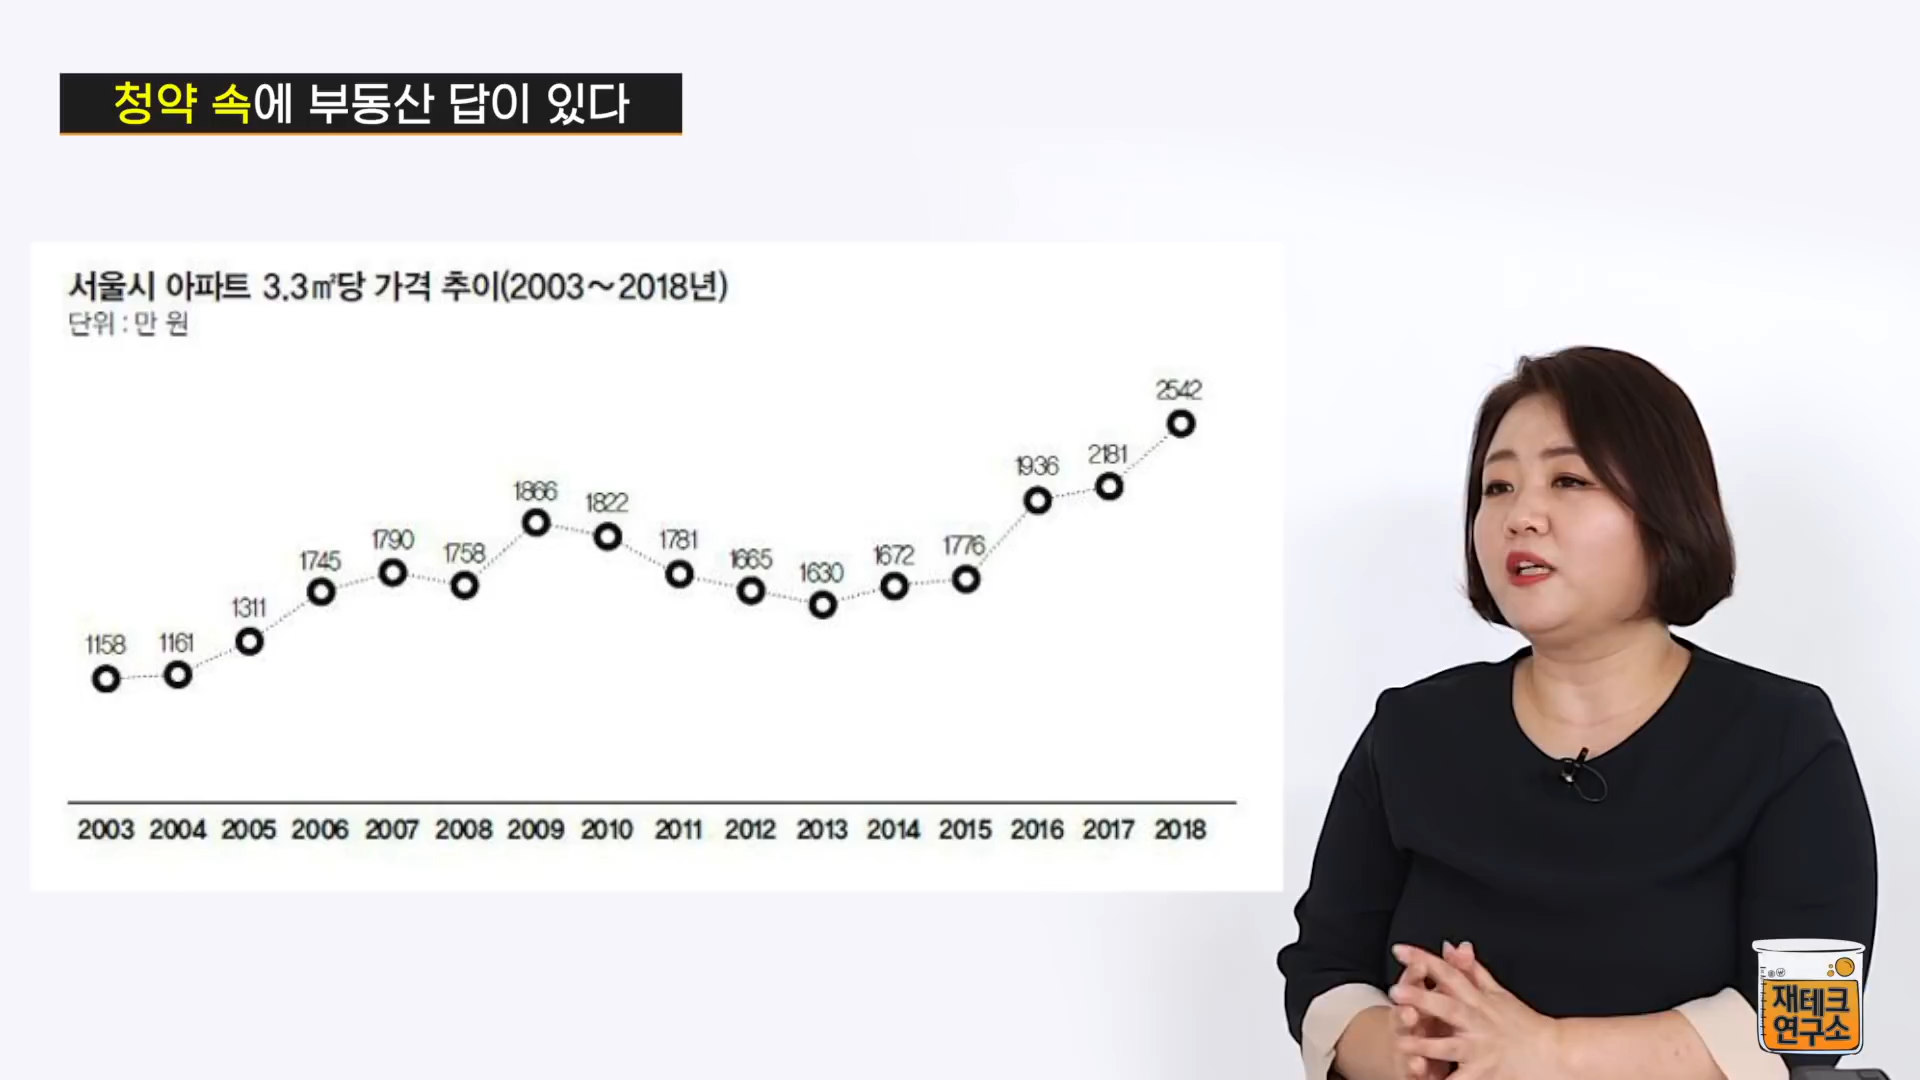 청약 속에 부동산 답이 있다
서울시 아파트 3.3㎡당 가격 추이(2003~2018년)
단위 : 만 원
1158 1161 1311 1745 1790 1758 1866 1822 1781 1665 1630 1672 1776 1936 2181 2542
2003 2004 2005 2006 2007 2008 2009 2010 2011 2012 2013 2014 2015 2016 2017 2018
재테크
연구소